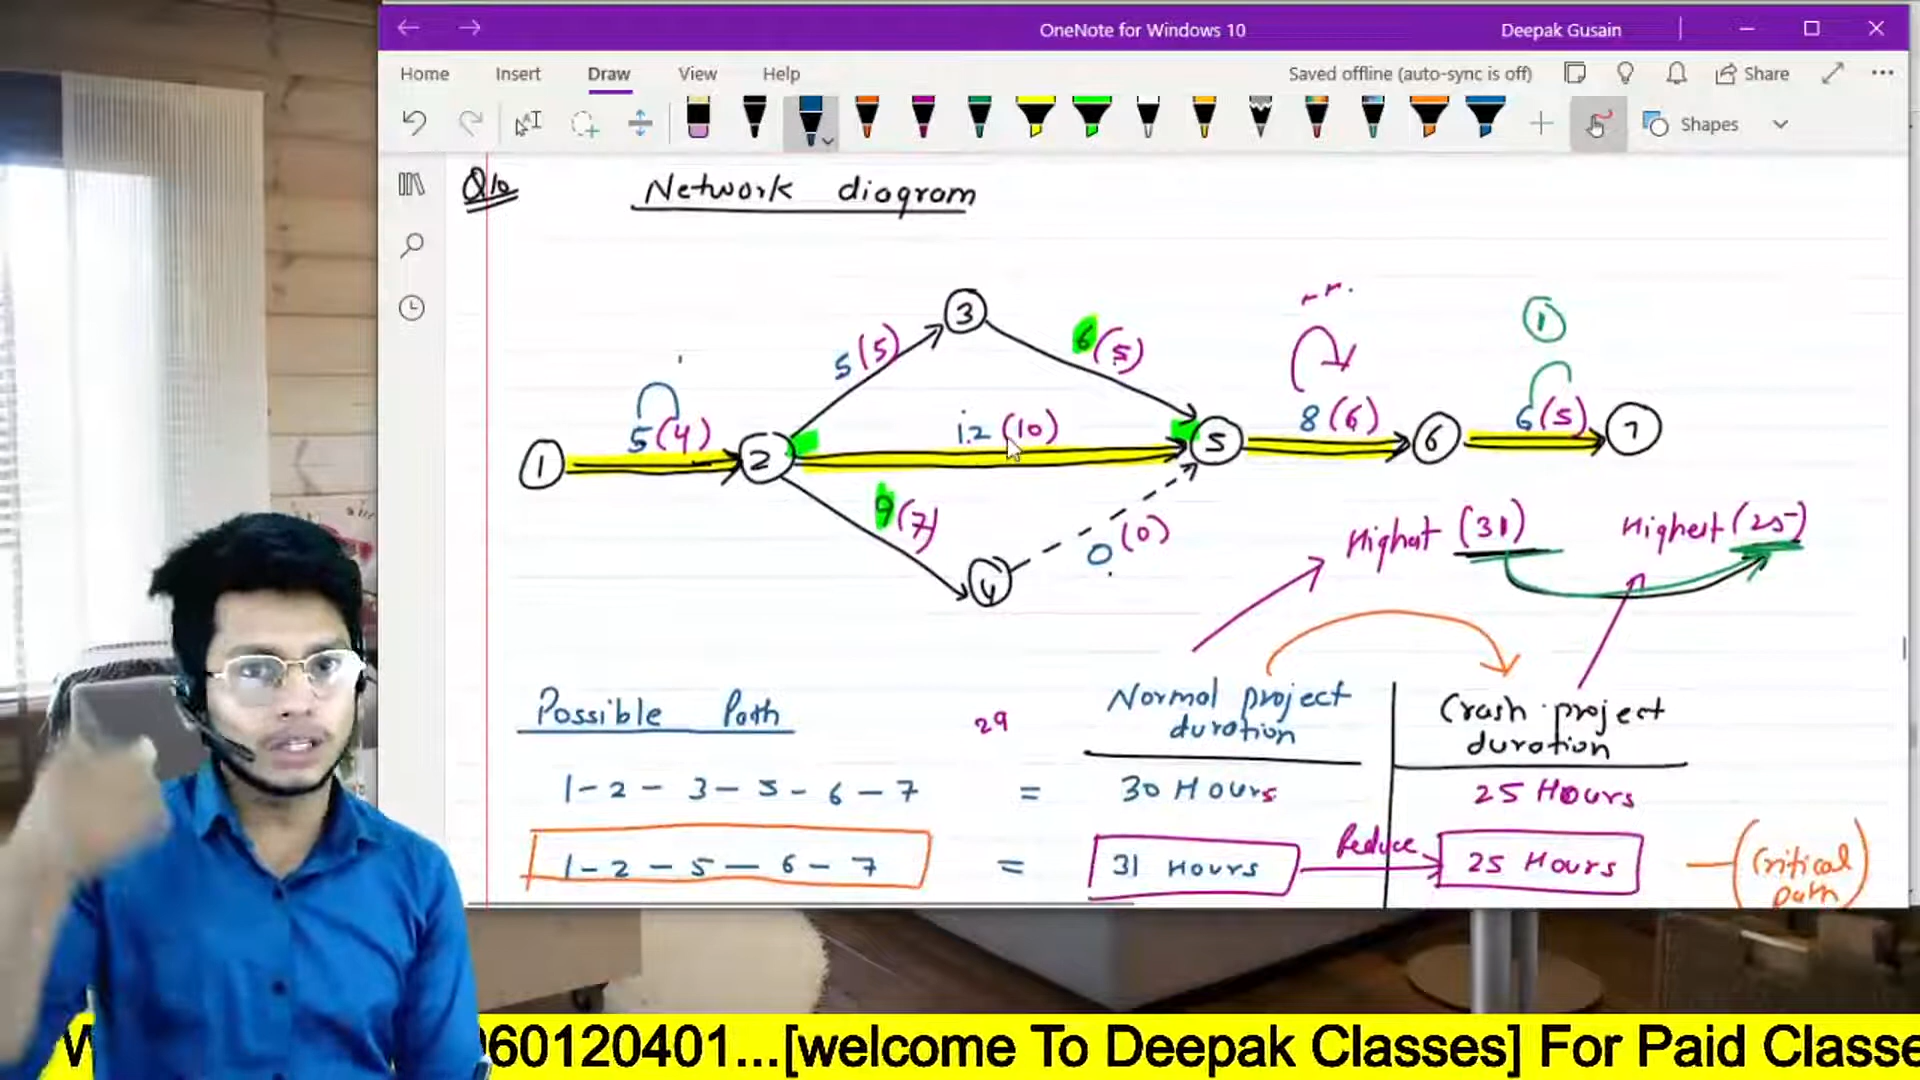 OneNote for Windows 10
Deepak Gusain
Home Insert Draw View Help
Saved offline (auto-sync is off) Share
Shapes
Q10 Network diagram
3
1
5 (5)
6 (5)
5 (4)
12 (10)
8 (6)
6 (5)
1 2 5 6 7
9 (7)
0 (0)
4
Highest (31)
Highest (25)
Possible Path
29
Normal project duration
Crash project duration
1 - 2 - 3 - 5 - 6 - 7 = 30 Hours 25 Hours
1 - 2 - 5 - 6 - 7 = 31 Hours Reduce 25 Hours (Critical path)
060120401...[welcome To Deepak Classes] For Paid Classe